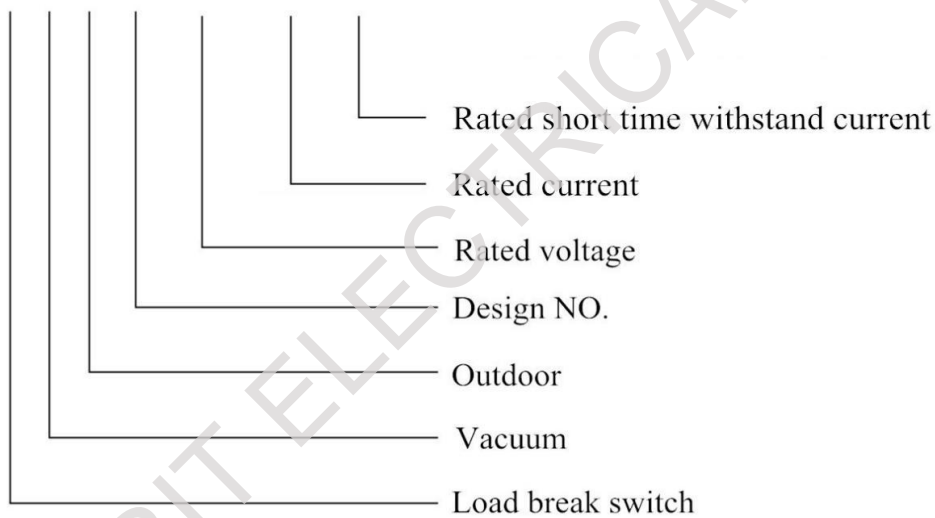 Rated short time withstand current
Rated current
Rated voltage
Design NO.
Outdoor
Vacuum
Load break switch